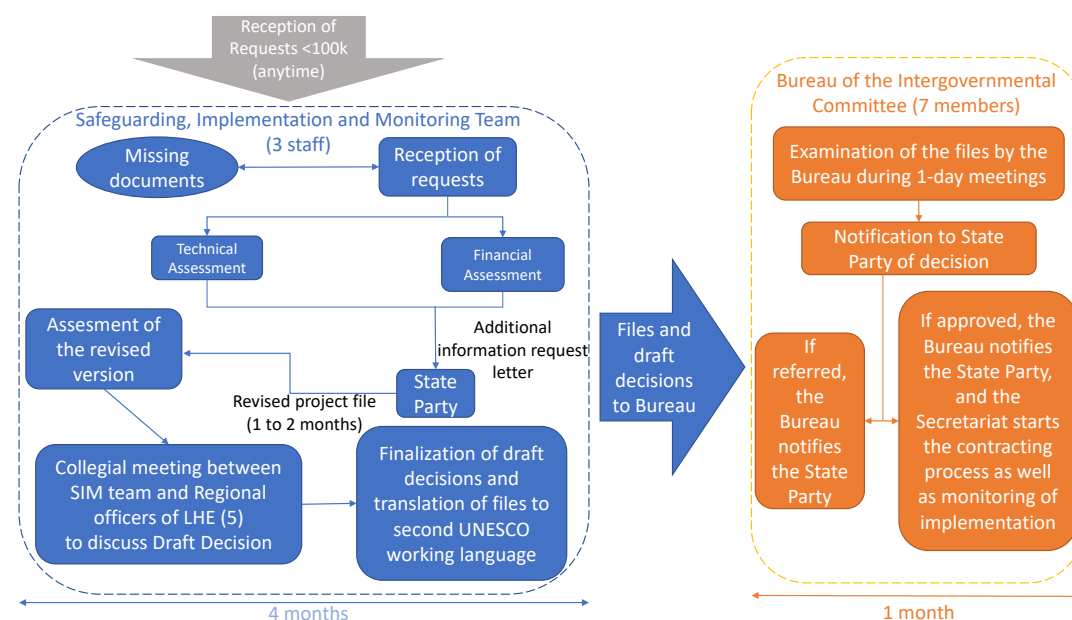 Reception of
Requests <100k
(anytime)
Safeguarding, Implementation and Monitoring Team
(3 staff)
Missing
documents
Reception of
requests
Technical
Assessment
Financial
Assessment
Assesment of
the revised
version
Additional
information request
letter
State
Party
Revised project file
(1 to 2 months)
Collegial meeting between
SIM team and Regional
officers of LHE (5)
to discuss Draft Decision
Finalization of draft
decisions and
translation of files to
second UNESCO
working language
4 months
Files and
draft
decisions
to Bureau
Bureau of the Intergovernmental
Committee (7 members)
Examination of the files by the
Bureau during 1-day meetings
Notification to State
Party of decision
If
referred,
the
Bureau
notifies
the State
Party
If approved, the
Bureau notifies
the State Party,
and the
Secretariat starts
the contracting
process as well
as monitoring of
implementation
1 month